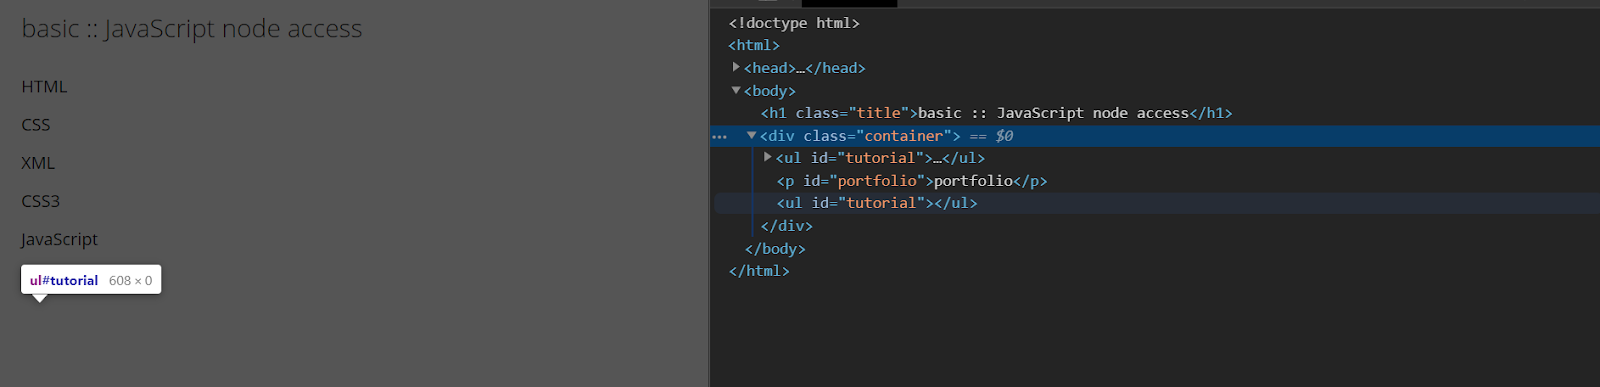 basic :: JavaScript node access
HTML
CSS
XML
CSS3
JavaScript
ul#tutorial 608 × 0
<!doctype html>
<html>
<head>…</head>
<body>
<h1 class="title">basic :: JavaScript node access</h1>
<div class="container"> == $0
<ul id="tutorial">…</ul>
<p id="portfolio">portfolio</p>
<ul id="tutorial"></ul>
</div>
</body>
</html>